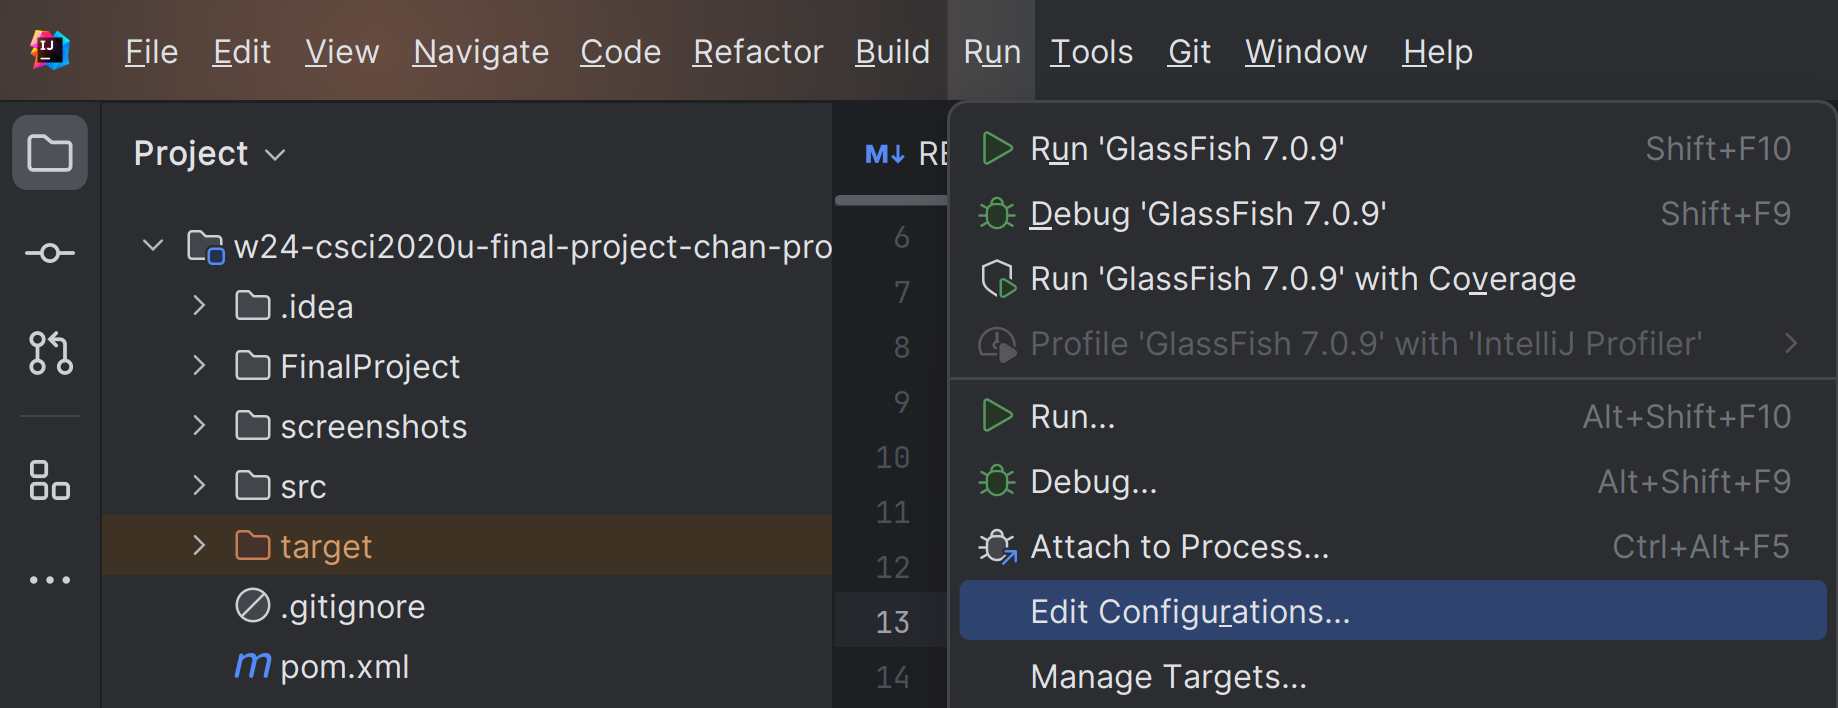 IJ
File Edit View Navigate Code Refactor Build Run Tools Git Window Help
Project
M↓
Run 'GlassFish 7.0.9' Shift+F10
Debug 'GlassFish 7.0.9' Shift+F9
Run 'GlassFish 7.0.9' with Coverage
Profile 'GlassFish 7.0.9' with 'IntelliJ Profiler'
Run... Alt+Shift+F10
Debug... Alt+Shift+F9
Attach to Process... Ctrl+Alt+F5
Edit Configurations...
Manage Targets...
w24-csci2020u-final-project-chan-pro
.idea
FinalProject
screenshots
src
target
.gitignore
m pom.xml
6
7
8
9
10
11
12
13
14